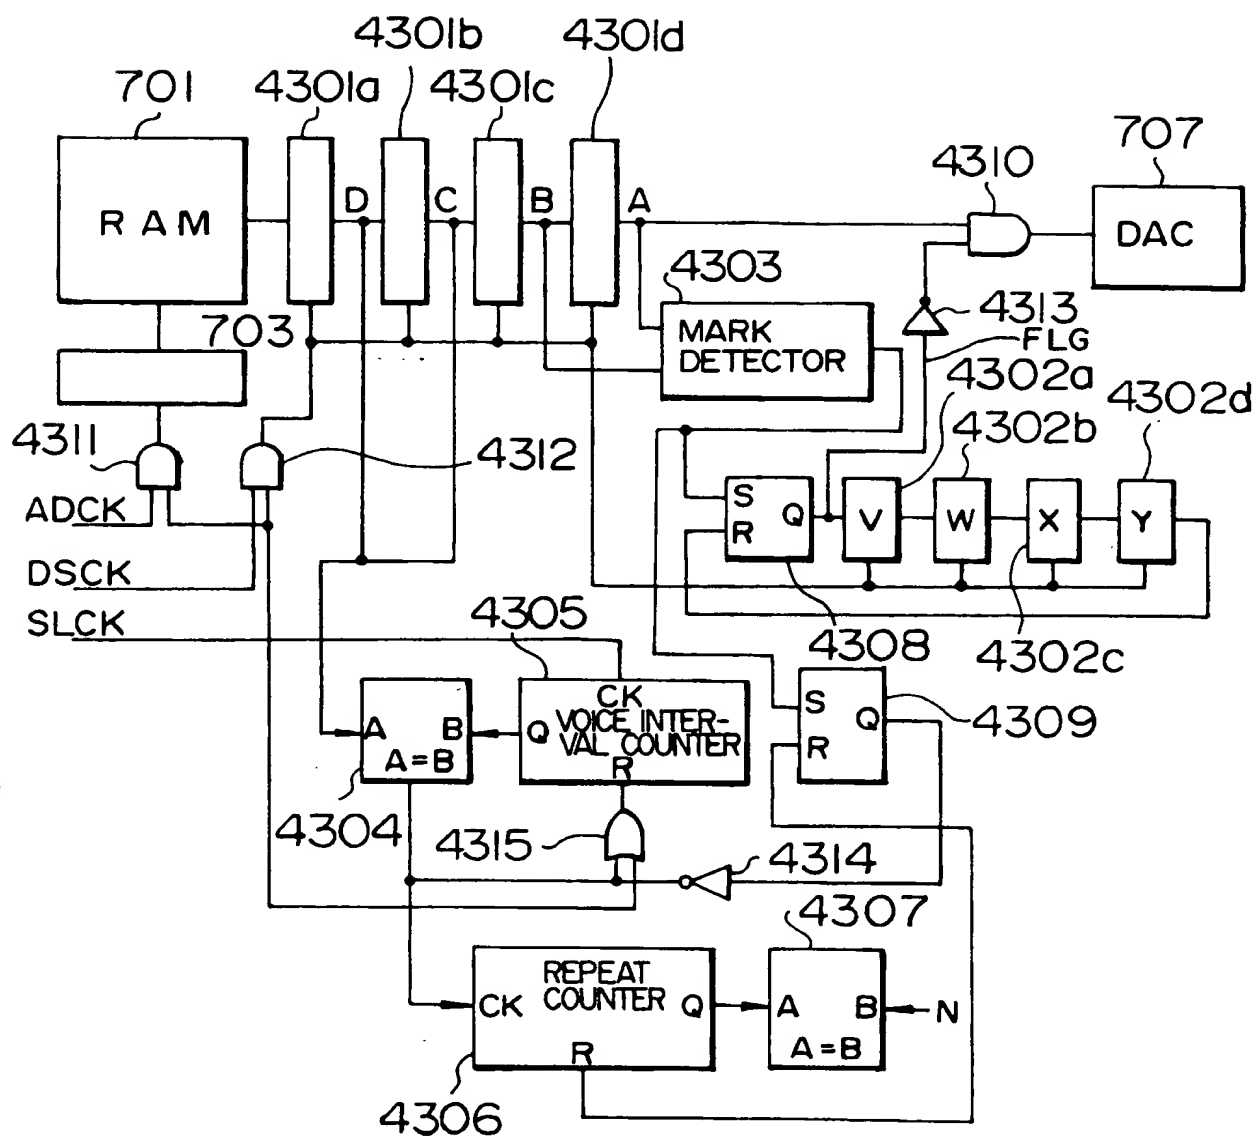 4301b
4301d
701
4301a
4301c
707
4310
RAM
D
C
B
A
DAC
4303
703
MARK
DETECTOR
4313
FLG
4302a
4302d
4302b
4311
4312
ADCK
S
R
Q
V
W
X
Y
DSCK
SLCK
4305
4308
4302c
CK
VOICE INTER-
VAL COUNTER
Q
R
A
B
A=B
S
R
Q
4309
4304
4315
4314
4307
REPEAT
COUNTER
CK
Q
R
A
B
N
A=B
4306